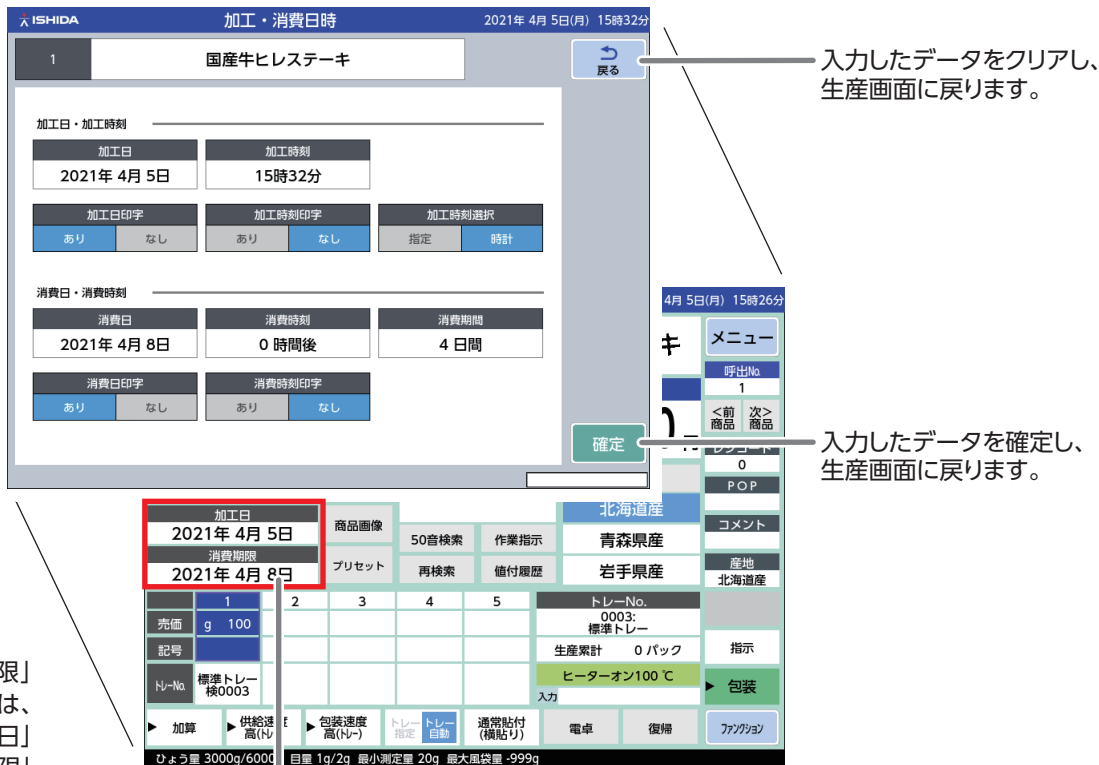 ISHIDA
加工・消費日時
2021年 4月 5日(月) 15時32分
1
国産牛ヒレステーキ
戻る
入力したデータをクリアし、
生産画面に戻ります。
加工日・加工時刻
加工日
加工時刻
2021年 4月 5日
15時32分
加工日印字
加工時刻印字
加工時刻選択
あり
なし
あり
なし
指定
時計
消費日・消費時刻
消費日
消費時刻
消費期間
2021年 4月 8日
0 時間後
4 日間
消費日印字
消費時刻印字
あり
なし
あり
なし
確定
入力したデータを確定し、
生産画面に戻ります。
4月 5日(月) 15時26分
キ
メニュー
呼出No.
1
<前
商品
次>
商品
0
POP
コメント
産地
北海道産
加工日
2021年 4月 5日
消費期限
2021年 4月 8日
商品画像
プリセット
50音検索
作業指示
再検索
値付履歴
北海道産
青森県産
岩手県産
1
2
3
4
5
トレーNo.
売価
g 100
0003:
標準トレー
記号
生産累計 0 パック
指示
トレーNo.
標準トレー
検0003
ヒーターオン100 ℃
入力
▶ 包装
▶ 加算
▶ 包装速度
高(トレー)
トレー
指定
トレー
自動
通常貼付
(横貼り)
電卓
復帰
ファンクション
ひょう量 3000g/6000
目量 1g/2g 最小測定量 20g 最大風袋量 -999g
限」
は、
日」